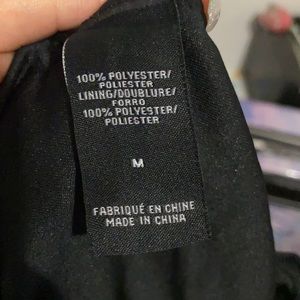 100% POLYESTER/
POLIESTER
LINING/DOUBLURE/
FORRO
100% POLYESTER/
POLIESTER
M
FABRIQUÉ EN CHINE
MADE IN CHINA